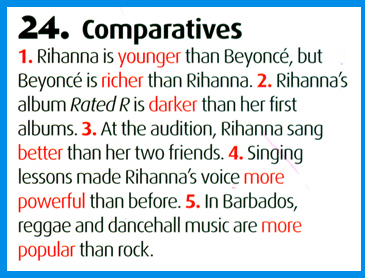 24. Comparatives
1. Rihanna is younger than Beyoncé, but
Beyoncé is richer than Rihanna. 2. Rihanna's
album Rated R is darker than her first
albums. 3. At the audition, Rihanna sang
better than her two friends. 4. Singing
lessons made Rihanna's voice more
powerful than before. 5. In Barbados,
reggae and dancehall music are more
popular than rock.